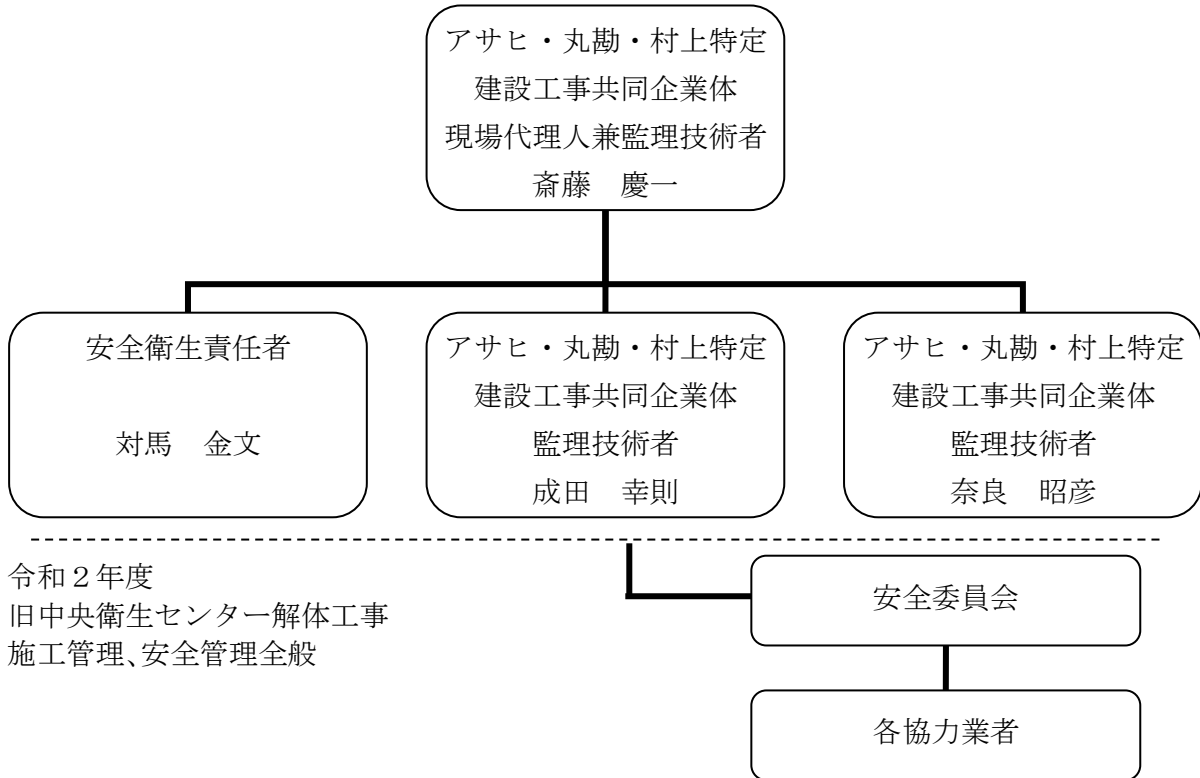 アサヒ・丸勘・村上特定
建設工事共同企業体
現場代理人兼監理技術者
斎藤　慶一
安全衛生責任者
対馬　金文
アサヒ・丸勘・村上特定
建設工事共同企業体
監理技術者
成田　幸則
アサヒ・丸勘・村上特定
建設工事共同企業体
監理技術者
奈良　昭彦
令和２年度
旧中央衛生センター解体工事
施工管理、安全管理全般
安全委員会
各協力業者